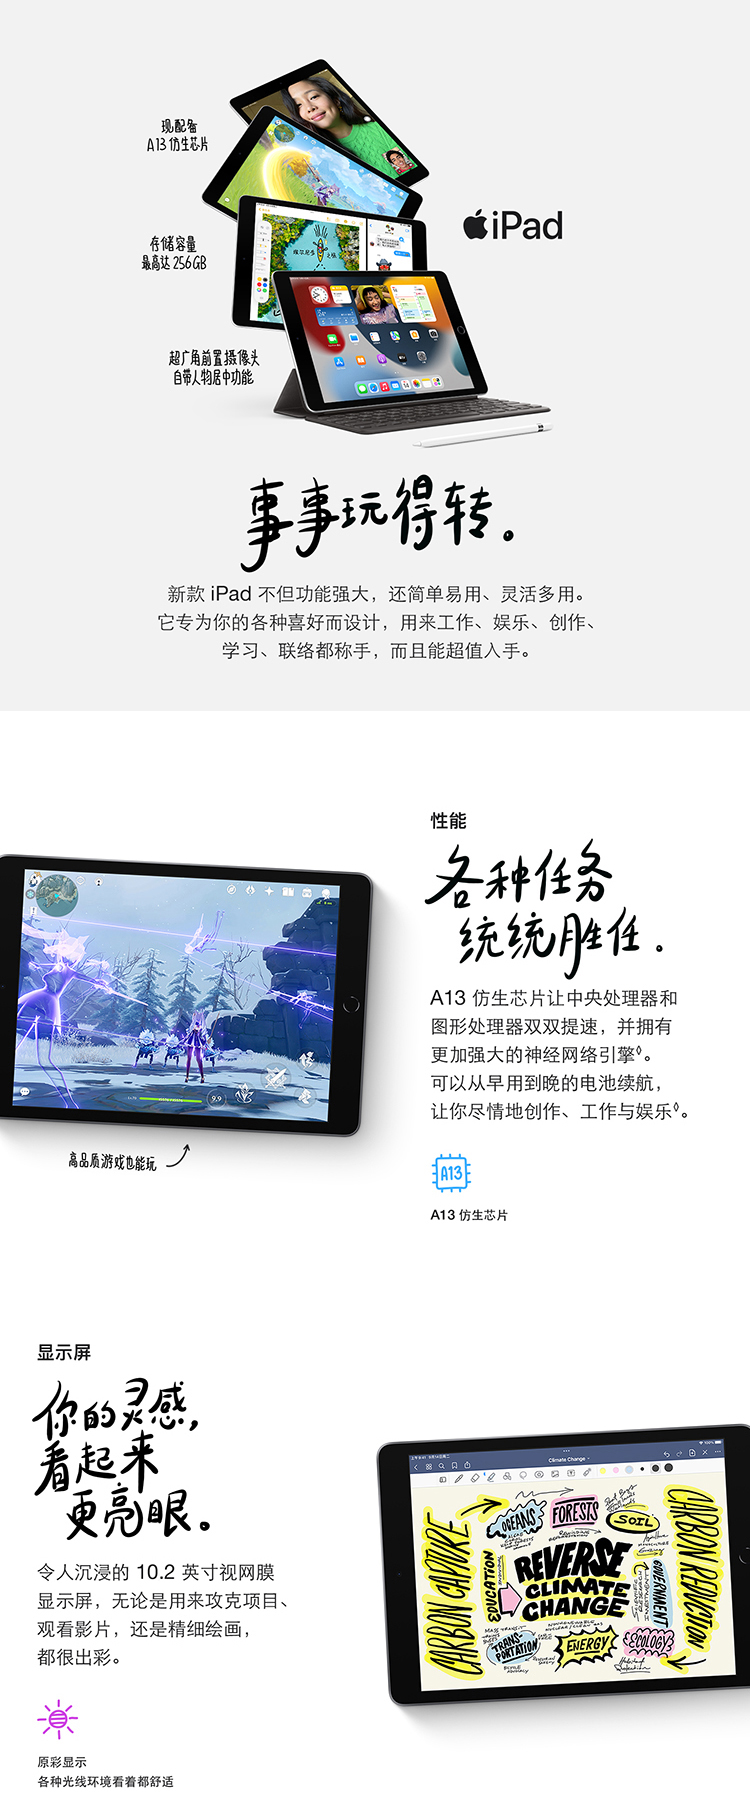 现配备
A13 仿生芯片
存储容量
最高达 256GB
iPad
超广角前置摄像头
自带人物居中功能
事事玩得转。
新款 iPad 不但功能强大，还简单易用、灵活多用。
它专为你的各种喜好而设计，用来工作、娱乐、创作、
学习、联络都称手，而且能超值入手。
性能
各种任务
统统胜任。
A13 仿生芯片让中央处理器和
图形处理器双双提速，并拥有
更加强大的神经网络引擎◊。
可以从早用到晚的电池续航，
让你尽情地创作、工作与娱乐◊。
高品质游戏也能玩
A13
A13 仿生芯片
显示屏
你的灵感，
看起来
更亮眼。
令人沉浸的 10.2 英寸视网膜
显示屏，无论是用来攻克项目、
观看影片，还是精细绘画，
都很出彩。
Climate Change
OCEANS
FORESTS
SOIL
CARBON CAPTURE
EDUCATION
REVERSE
CLIMATE
CHANGE
GOVERNMENT
CARBON REDUCTION
MASS TRANSIT
TRANS-
PORTATION
ENERGY
ECOLOGY
原彩显示
各种光线环境看着都舒适